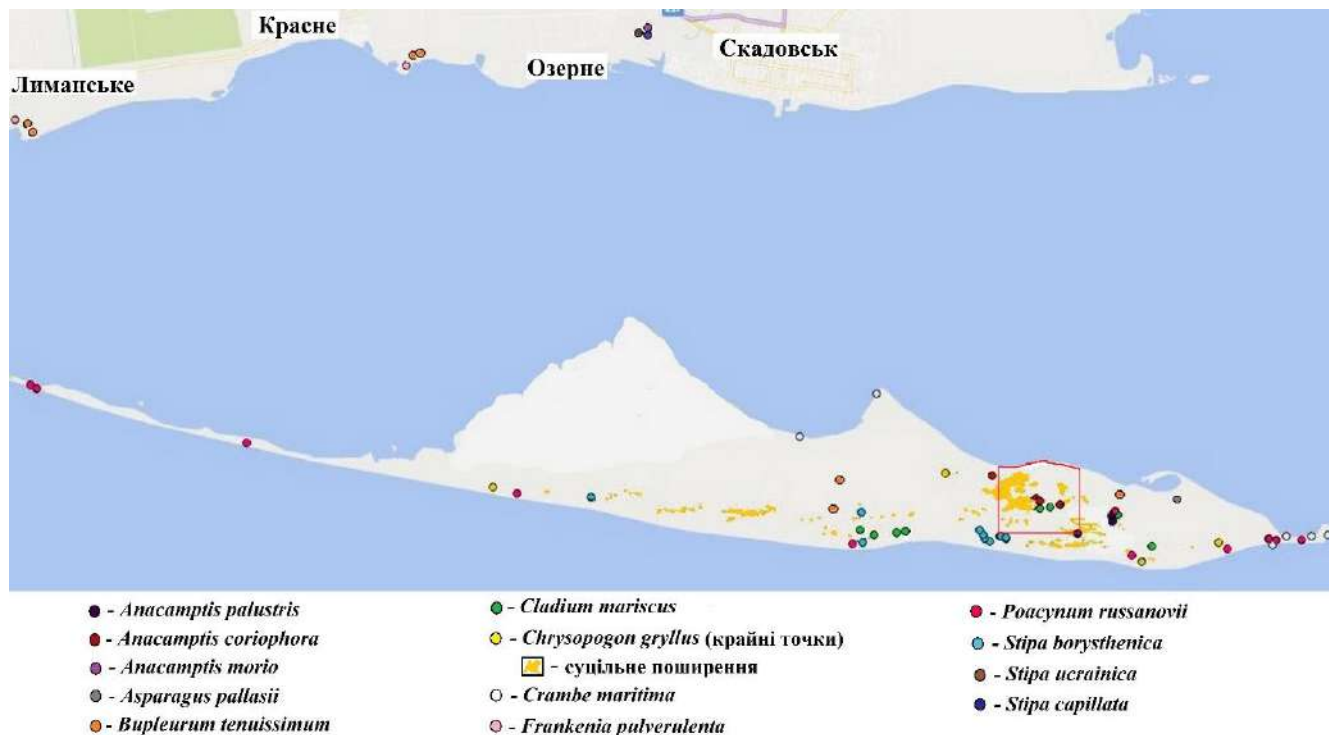 Красне
Скадовськ
Озерне
Лиманське
- Anacamptis palustris
- Anacamptis coriophora
- Anacamptis morio
- Asparagus pallasii
- Bupleurum tenuissimum
- Cladium mariscus
- Chrysopogon gryllus (крайні точки)
- суцільне поширення
- Crambe maritima
- Frankenia pulverulenta
- Poacynum russanovii
- Stipa borysthenica
- Stipa ucrainica
- Stipa capillata